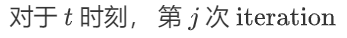 对于 t 时刻， 第 j 次 iteration